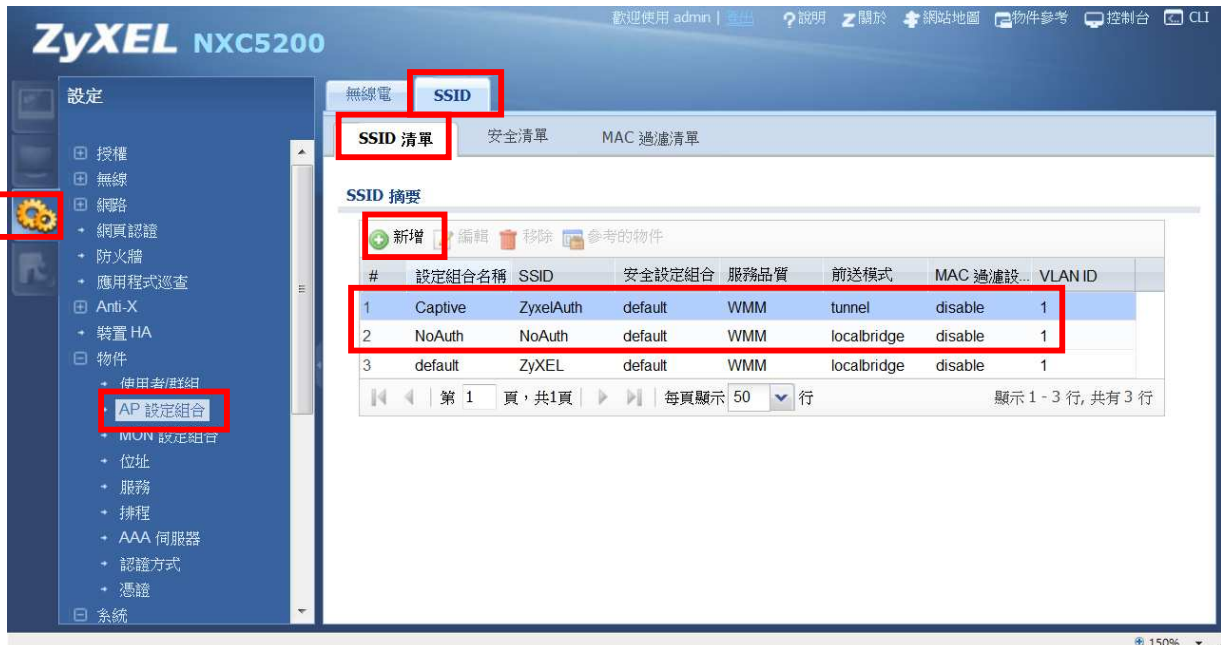 ZyXEL NXC5200
歡迎使用 admin | 登出 ?說明 Z關於 網站地圖 物件參考 控制台 CLI
設定
授權
無線
網路
網頁認證
防火牆
應用程式巡查
Anti-X
裝置 HA
物件
使用者/群組
AP 設定組合
MON 設定組合
位址
服務
排程
AAA 伺服器
認證方式
憑證
系統
無線電 SSID
SSID 清單 安全清單 MAC 過濾清單
SSID 摘要
新增 編輯 移除 參考的物件
# 設定組合名稱 SSID 安全設定組合 服務品質 前送模式 MAC 過濾設... VLAN ID
1 Captive ZyxelAuth default WMM tunnel disable 1
2 NoAuth NoAuth default WMM localbridge disable 1
3 default ZyXEL default WMM localbridge disable 1
第 1 頁,共1頁 每頁顯示 50 行 顯示 1 - 3 行, 共有 3 行
150%